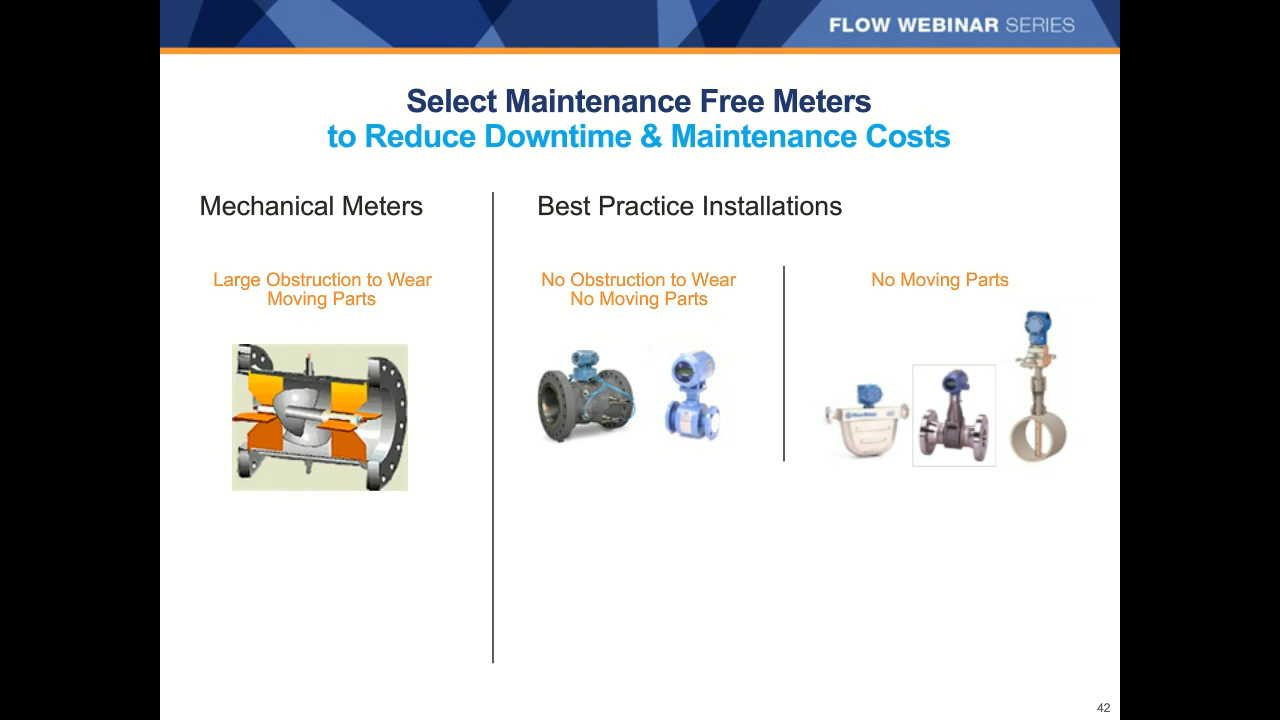 FLOW WEBINAR SERIES
Select Maintenance Free Meters
to Reduce Downtime & Maintenance Costs
Mechanical Meters
Best Practice Installations
Large Obstruction to Wear
Moving Parts
No Obstruction to Wear
No Moving Parts
No Moving Parts
42